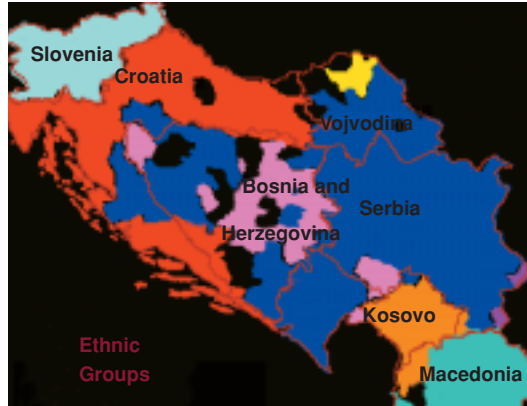 Slovenia
Croatia
Vojvodina
Bosnia and
Serbia
Herzegovina
Kosovo
Ethnic
Groups
Macedonia